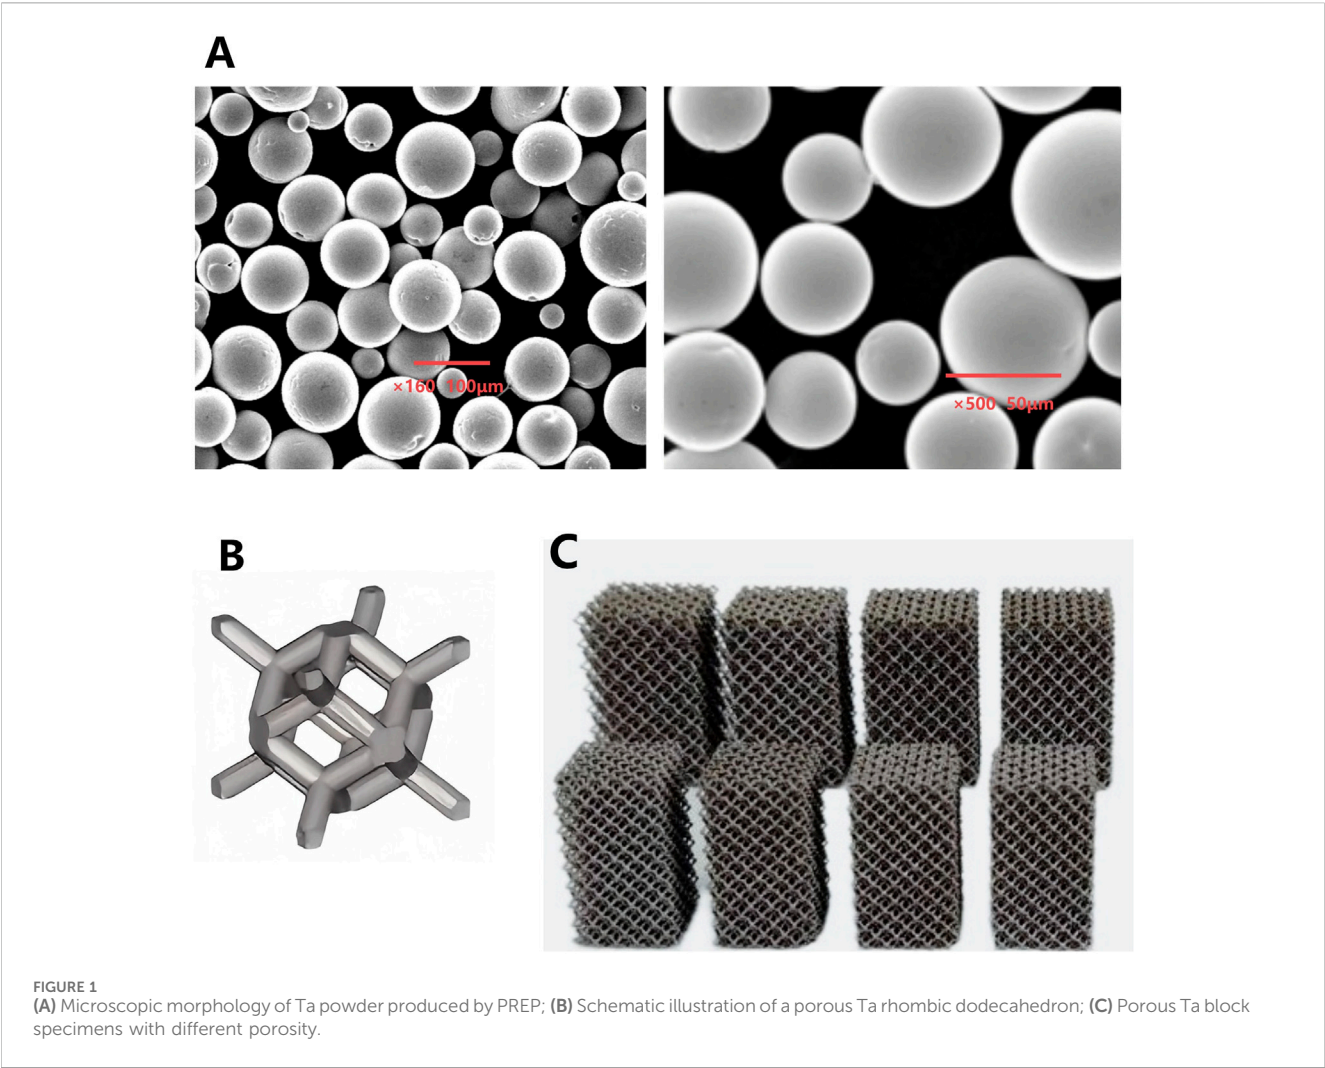 A
×160 100μm
×500 50μm
B
C
FIGURE 1
(A) Microscopic morphology of Ta powder produced by PREP; (B) Schematic illustration of a porous Ta rhombic dodecahedron; (C) Porous Ta block
specimens with different porosity.